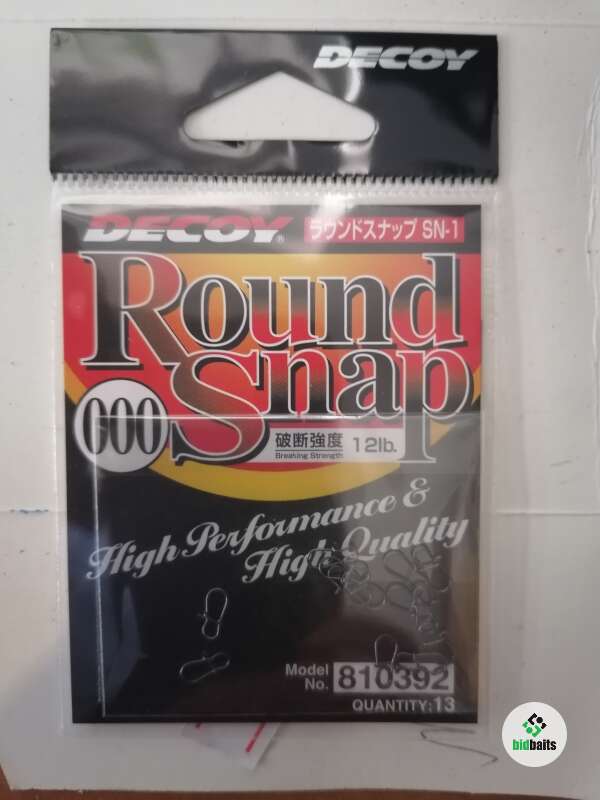 DECOY
DECOY®
ラウンドスナップ SN-1
Round
Snap
000
破断強度 12lb.
Breaking Strength
High Performance &
High Quality
Model
No. 810392
QUANTITY:13
bidbaits